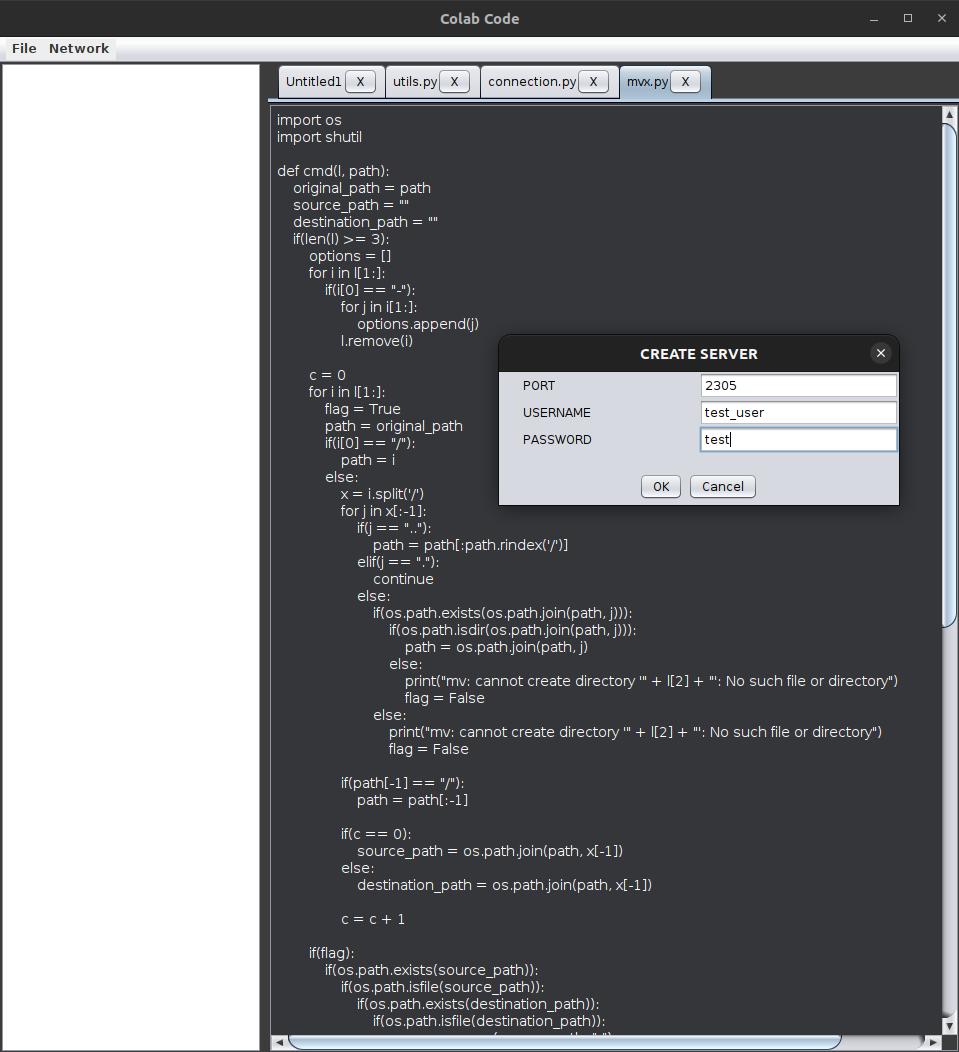 Colab Code
File Network
Untitled1 X utils.py X connection.py X mvx.py X
import os
import shutil
def cmd(l, path):
    original_path = path
    source_path = ""
    destination_path = ""
    if(len(l) >= 3):
        options = []
        for i in l[1:]:
            if(i[0] == "-"):
                for j in i[1:]:
                    options.append(j)
                l.remove(i)
        c = 0
        for i in l[1:]:
            flag = True
            path = original_path
            if(i[0] == "/"):
                path = i
            else:
                x = i.split('/')
                for j in x[:-1]:
                    if(j == ".."):
                        path = path[:path.rindex('/')]
                    elif(j == "."):
                        continue
                    else:
                        if(os.path.exists(os.path.join(path, j))):
                            if(os.path.isdir(os.path.join(path, j))):
                                path = os.path.join(path, j)
                            else:
                                print("mv: cannot create directory '" + l[2] + "': No such file or directory")
                                flag = False
                        else:
                            print("mv: cannot create directory '" + l[2] + "': No such file or directory")
                            flag = False
                if(path[-1] == "/"):
                    path = path[:-1]
                if(c == 0):
                    source_path = os.path.join(path, x[-1])
                else:
                    destination_path = os.path.join(path, x[-1])
                c = c + 1
        if(flag):
            if(os.path.exists(source_path)):
                if(os.path.isfile(source_path)):
                    if(os.path.exists(destination_path)):
                        if(os.path.isfile(destination_path)):
CREATE SERVER
PORT 2305
USERNAME test_user
PASSWORD test
OK Cancel